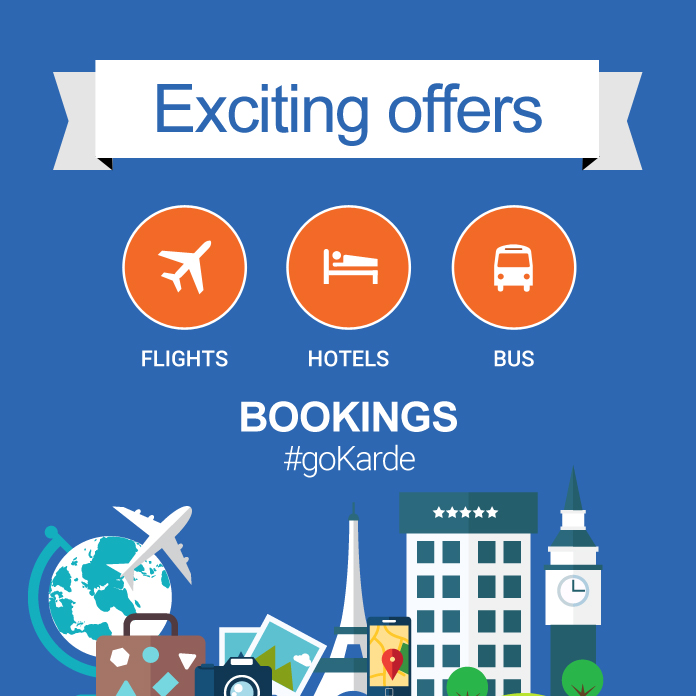 Exciting offers
FLIGHTS
HOTELS
BUS
BOOKINGS
#goKarde